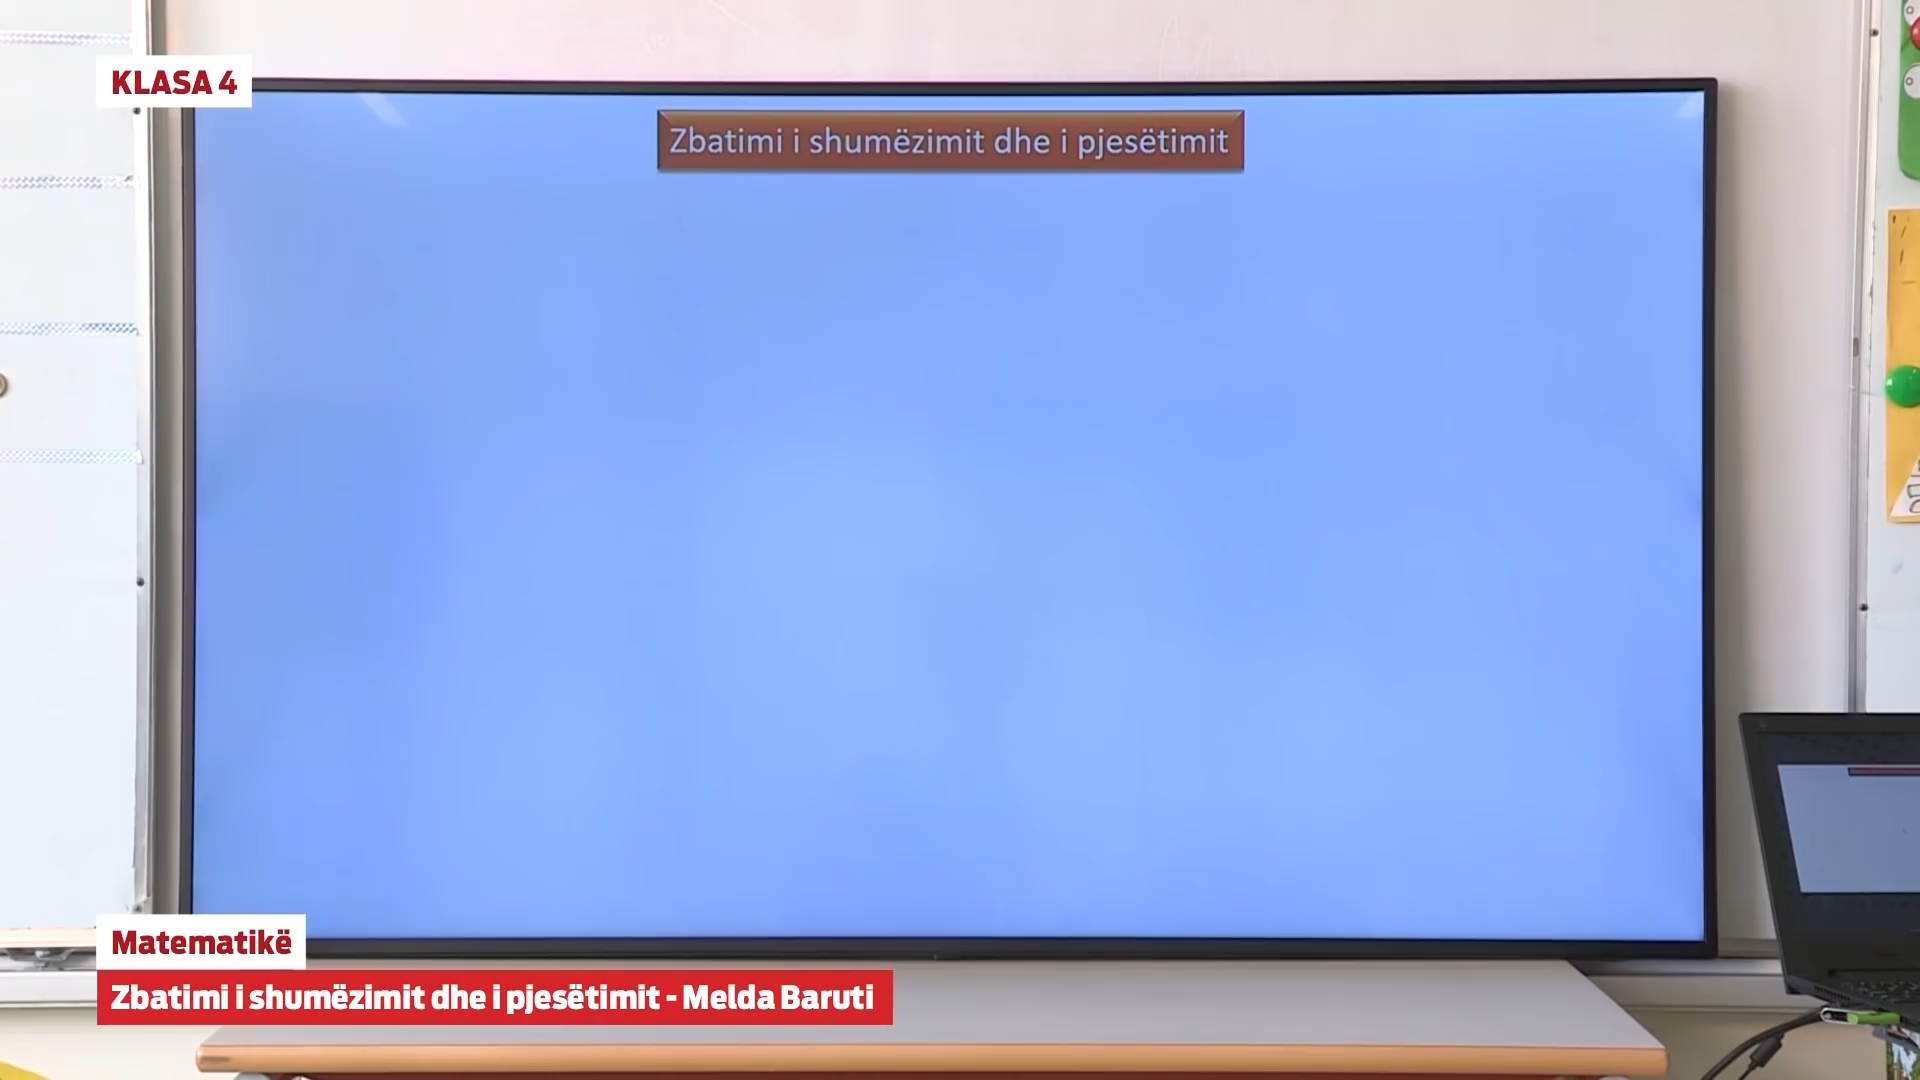 KLASA 4
Zbatimi i shumëzimit dhe i pjesëtimit
Matematikë
Zbatimi i shumëzimit dhe i pjesëtimit - Melda Baruti